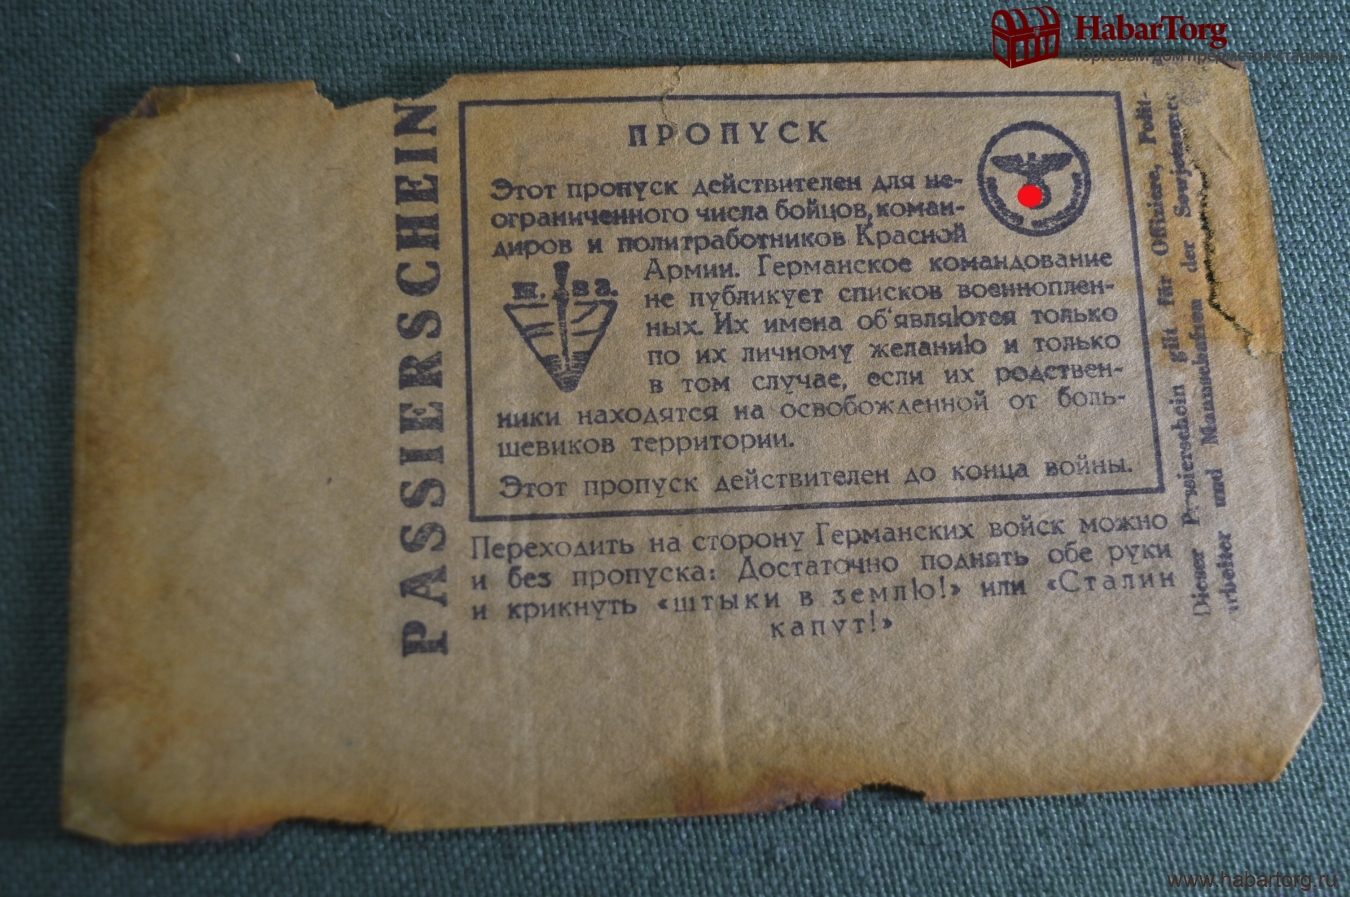 HabarTorg
PASSIERSCHEIN
ПРОПУСК
Этот пропуск действителен для не-
ограниченного числа бойцов, коман-
диров и политработников Красной
Армии. Германское командование
не публикует списков военноплен-
ных. Их имена об'являются только
по их личному желанию и только
в том случае, если их родствен-
ники находятся на освобожденной от боль-
шевиков территории.
Этот пропуск действителен до конца войны.
Переходить на сторону Германских войск можно
и без пропуска: Достаточно поднять обе руки
и крикнуть «штыки в землю!» или «Сталин
капут!»
Dieser Passierschein gilt für Offiziere, Polit-
arbeiter und Mannschaften der Sowjetarmee
www.habartorg.ru